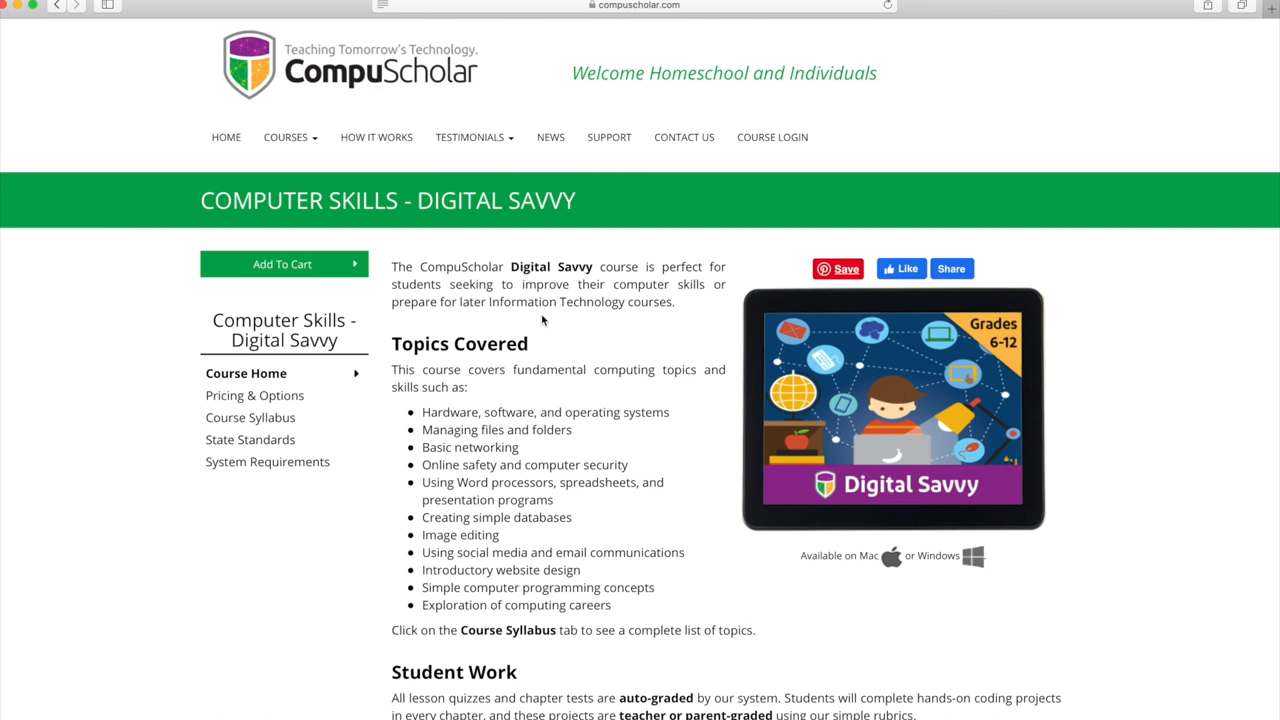 compuscholar.com
Teaching Tomorrow's Technology.
CompuScholar
Welcome Homeschool and Individuals
HOME COURSES HOW IT WORKS TESTIMONIALS NEWS SUPPORT CONTACT US COURSE LOGIN
COMPUTER SKILLS - DIGITAL SAVVY
Add To Cart
Computer Skills -
Digital Savvy
Course Home
Pricing & Options
Course Syllabus
State Standards
System Requirements
The CompuScholar Digital Savvy course is perfect for
students seeking to improve their computer skills or
prepare for later Information Technology courses.
Topics Covered
This course covers fundamental computing topics and
skills such as:
Hardware, software, and operating systems
Managing files and folders
Basic networking
Online safety and computer security
Using Word processors, spreadsheets, and
presentation programs
Creating simple databases
Image editing
Using social media and email communications
Introductory website design
Simple computer programming concepts
Exploration of computing careers
Click on the Course Syllabus tab to see a complete list of topics.
Student Work
All lesson quizzes and chapter tests are auto-graded by our system. Students will complete hands-on coding projects
in every chapter, and these projects are teacher or parent-graded using our simple rubrics.
Save Like Share
Grades
6-12
Digital Savvy
Available on Mac or Windows